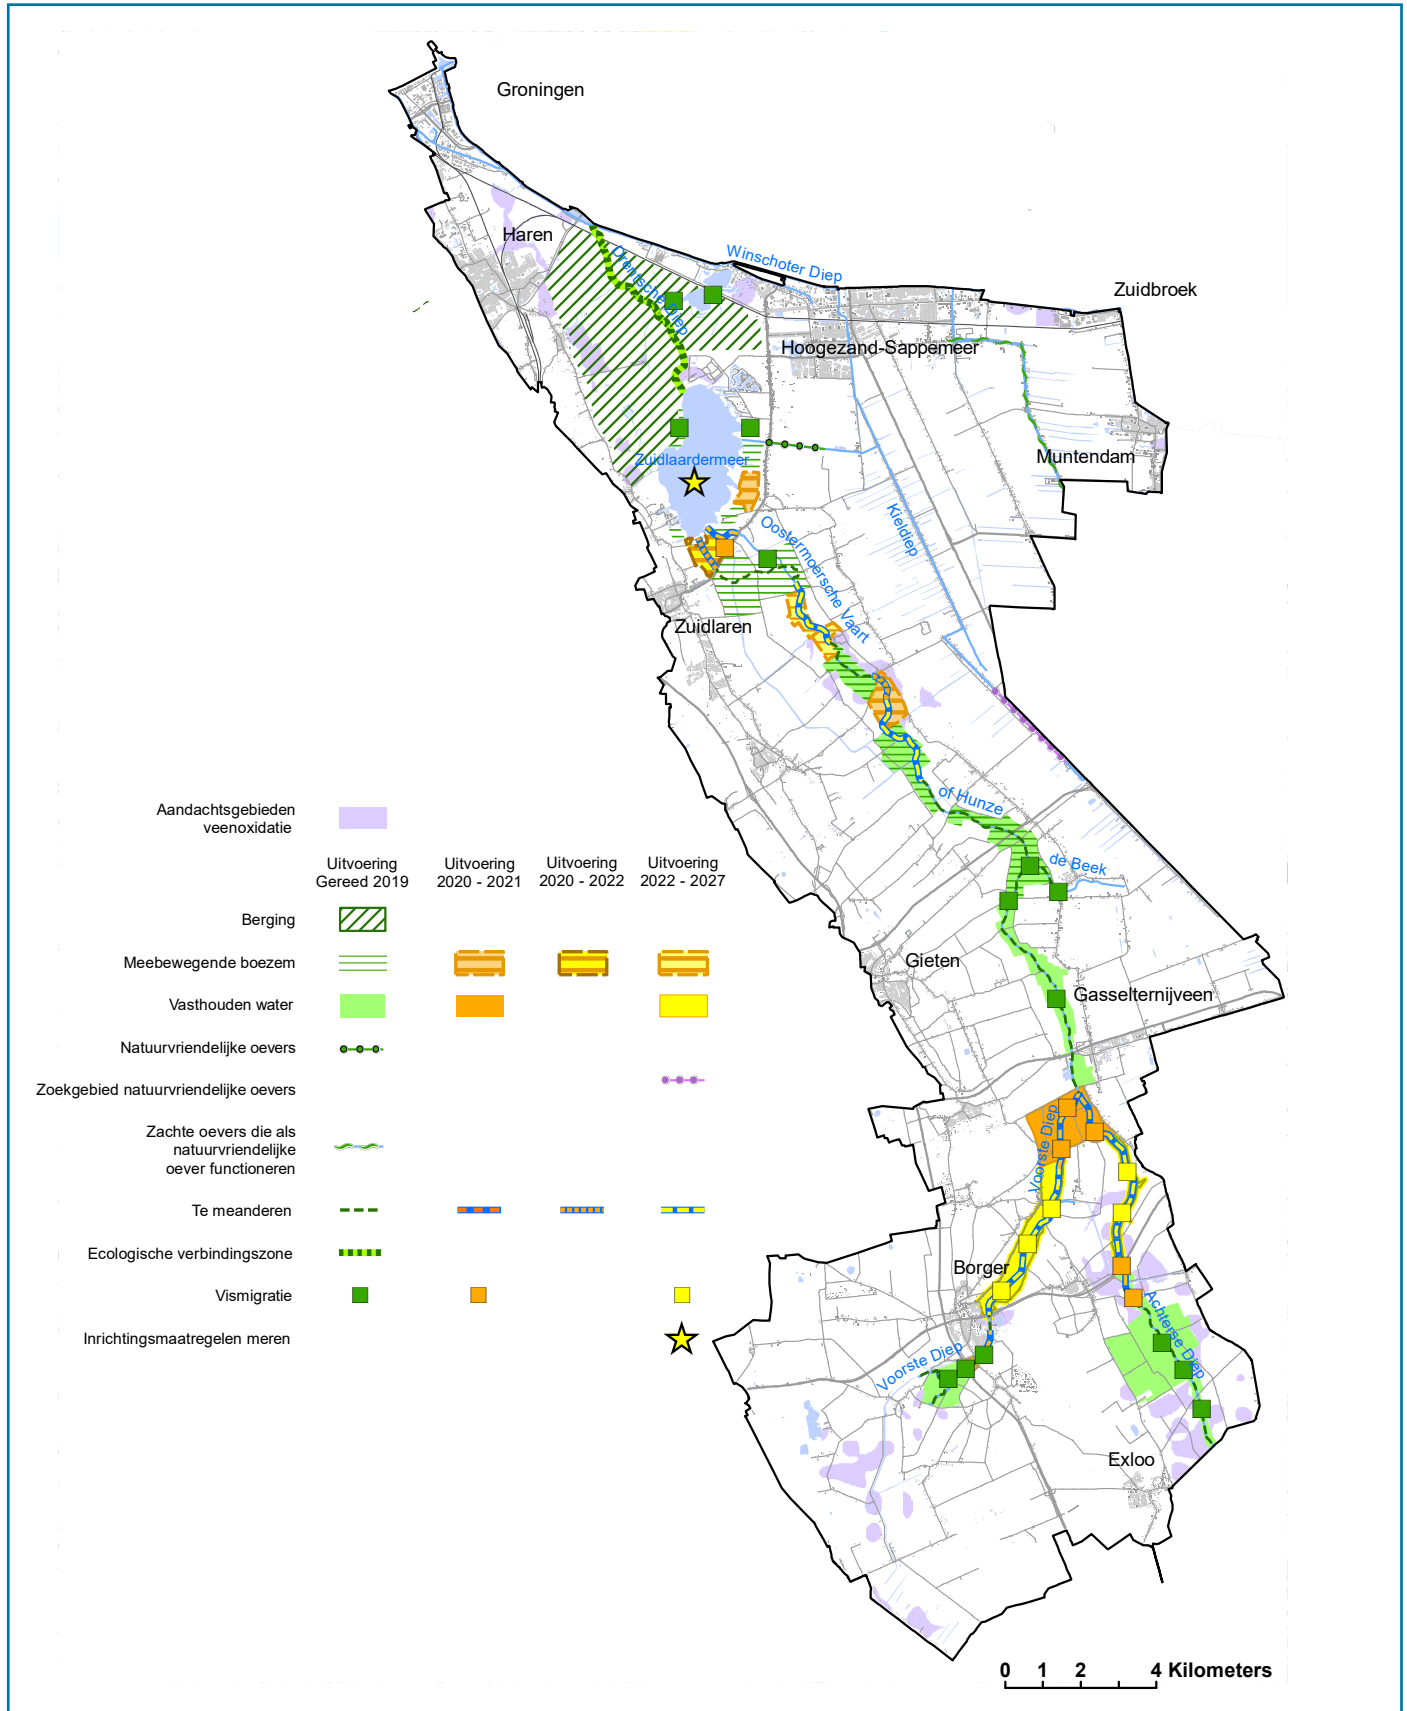 Groningen
Haren
Drentsche Diep
Winschoter Diep
Zuidbroek
Hoogezand-Sappemeer
Muntendam
Zuidlaardermeer
Kieldiep
Oostermoersche Vaart
Zuidlaren
of Hunze
de Beek
Gieten
Gasselternijveen
Voorste Diep
Borger
Achterse Diep
Voorste Diep
Exloo
Aandachtsgebieden
veenoxidatie
Uitvoering
Gereed 2019
Uitvoering
2020 - 2021
Uitvoering
2020 - 2022
Uitvoering
2022 - 2027
Berging
Meebewegende boezem
Vasthouden water
Natuurvriendelijke oevers
Zoekgebied natuurvriendelijke oevers
Zachte oevers die als
natuurvriendelijke
oever functioneren
Te meanderen
Ecologische verbindingszone
Vismigratie
Inrichtingsmaatregelen meren
0 1 2 4 Kilometers